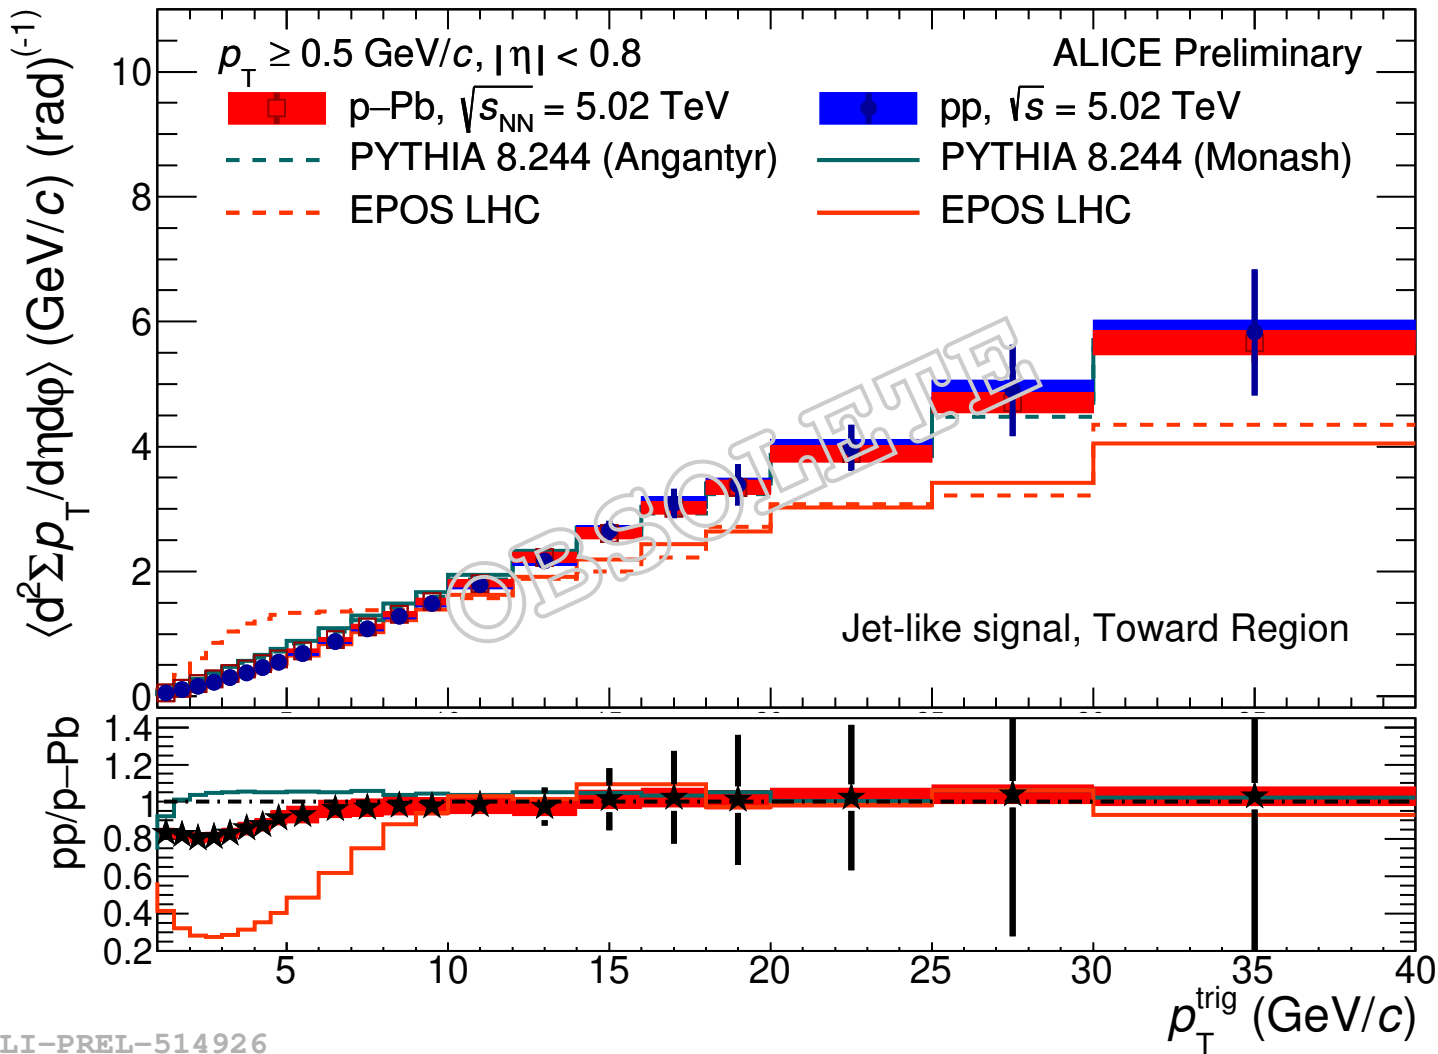 p_T ≥ 0.5 GeV/c, |η| < 0.8
ALICE Preliminary
p–Pb, √s_NN = 5.02 TeV
pp, √s = 5.02 TeV
PYTHIA 8.244 (Angantyr)
PYTHIA 8.244 (Monash)
EPOS LHC
EPOS LHC
⟨d²Σp_T/dηdφ⟩ (GeV/c) (rad)^(-1)
10
8
6
4
2
0
OBSOLETE
Jet-like signal, Toward Region
pp/p–Pb
1.4
1.2
1
0.8
0.6
0.4
0.2
5 10 15 20 25 30 35 40
p_T^trig (GeV/c)
LI-PREL-514926